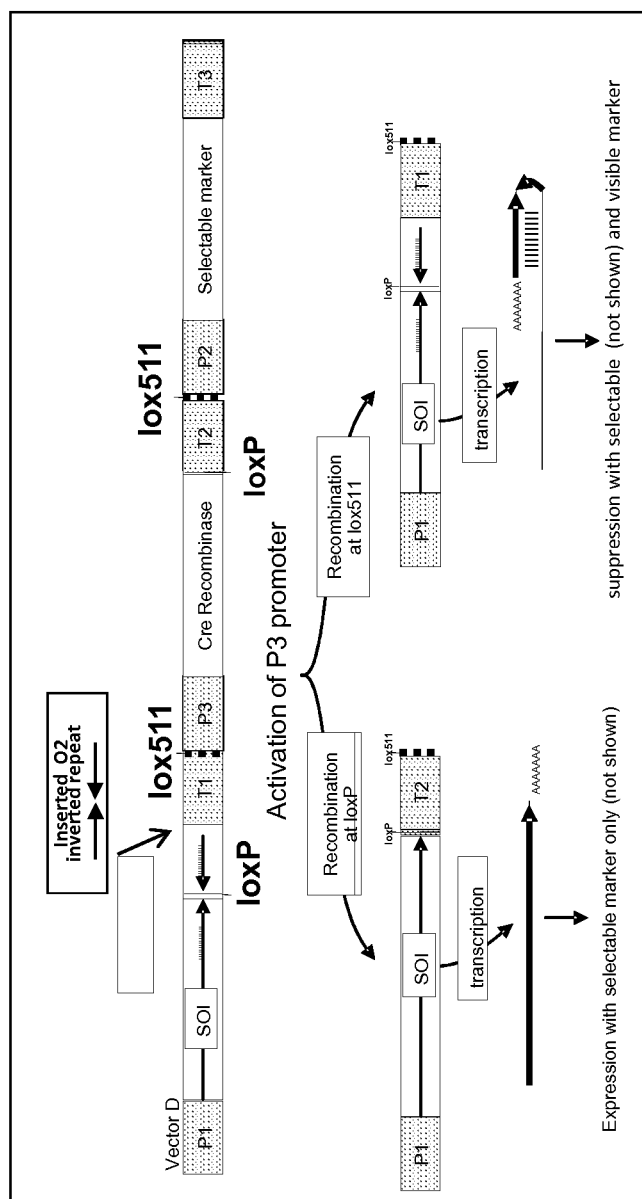 Inserted O2
inverted repeat
Vector D
P1
SOI
loxP
T1
lox511
P3
Cre Recombinase
loxP
T2
lox511
P2
Selectable marker
T3
Activation of P3 promoter
Recombination
at loxP
Recombination
at lox511
P1
SOI
loxP
T2
lox511
transcription
AAAAAAA
Expression with selectable marker only (not shown)
P1
SOI
loxP
T1
lox511
transcription
AAAAAAA
suppression with selectable (not shown) and visible marker